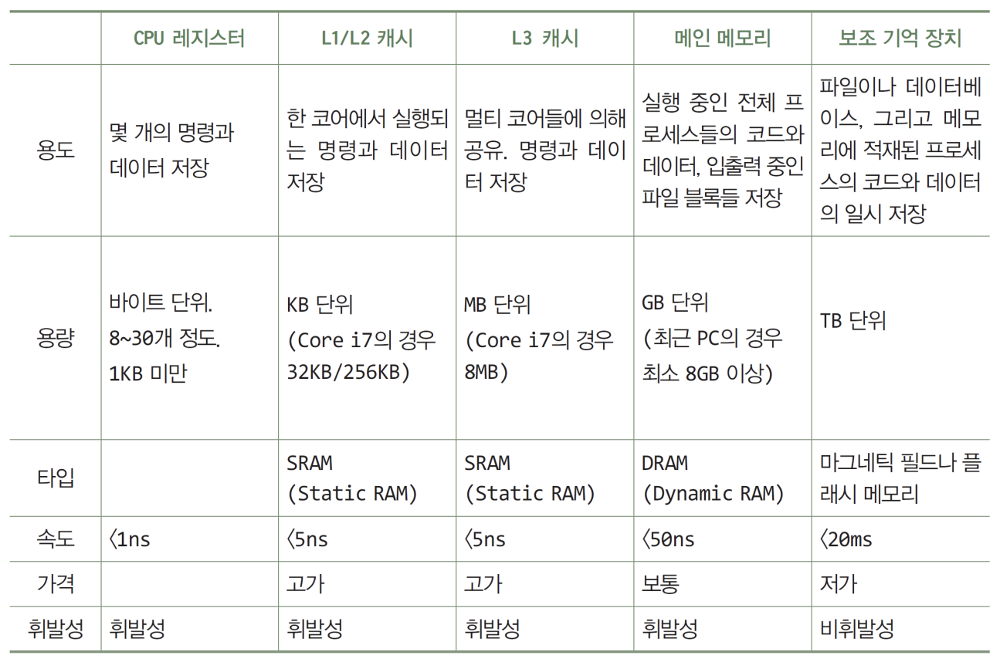 CPU 레지스터 L1/L2 캐시 L3 캐시 메인 메모리 보조 기억 장치
용도
몇 개의 명령과
데이터 저장
한 코어에서 실행되
는 명령과 데이터
저장
멀티 코어들에 의해
공유. 명령과 데이
터 저장
실행 중인 전체 프
로세스들의 코드와
데이터, 입출력 중인
파일 블록들 저장
파일이나 데이터베
이스, 그리고 메모
리에 적재된 프로세
스의 코드와 데이터
의 일시 저장
용량
바이트 단위.
8~30개 정도.
1KB 미만
KB 단위
(Core i7의 경우
32KB/256KB)
MB 단위
(Core i7의 경우
8MB)
GB 단위
(최근 PC의 경우
최소 8GB 이상)
TB 단위
타입
SRAM
(Static RAM)
SRAM
(Static RAM)
DRAM
(Dynamic RAM)
마그네틱 필드나 플
래시 메모리
속도 〈1ns 〈5ns 〈5ns 〈50ns 〈20ms
가격 고가 고가 보통 저가
휘발성 휘발성 휘발성 휘발성 휘발성 비휘발성